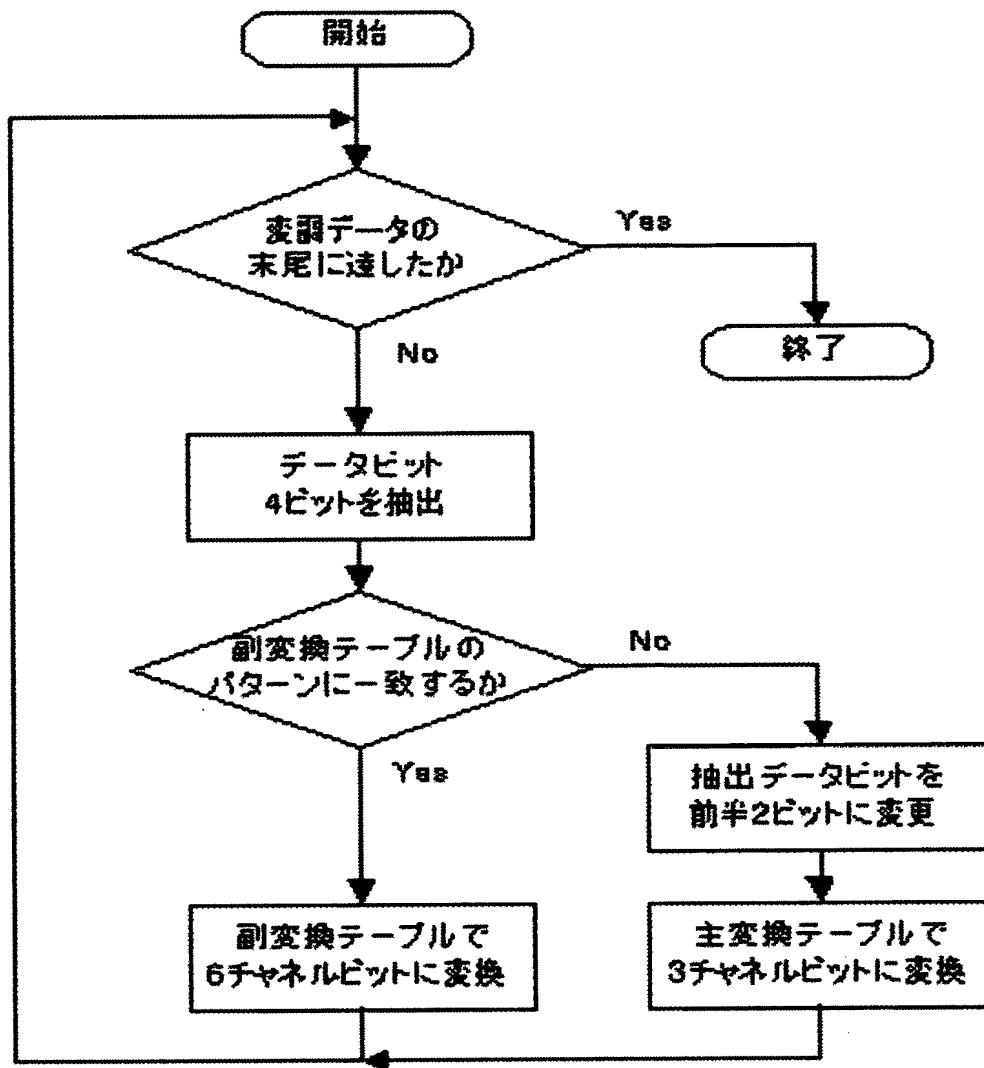 開始
変調データの
末尾に達したか
Yes
終了
No
データビット
4ビットを抽出
副変換テーブルの
パターンに一致するか
No
Yes
抽出データビットを
前半2ビットに変更
副変換テーブルで
6チャネルビットに変換
主変換テーブルで
3チャネルビットに変換